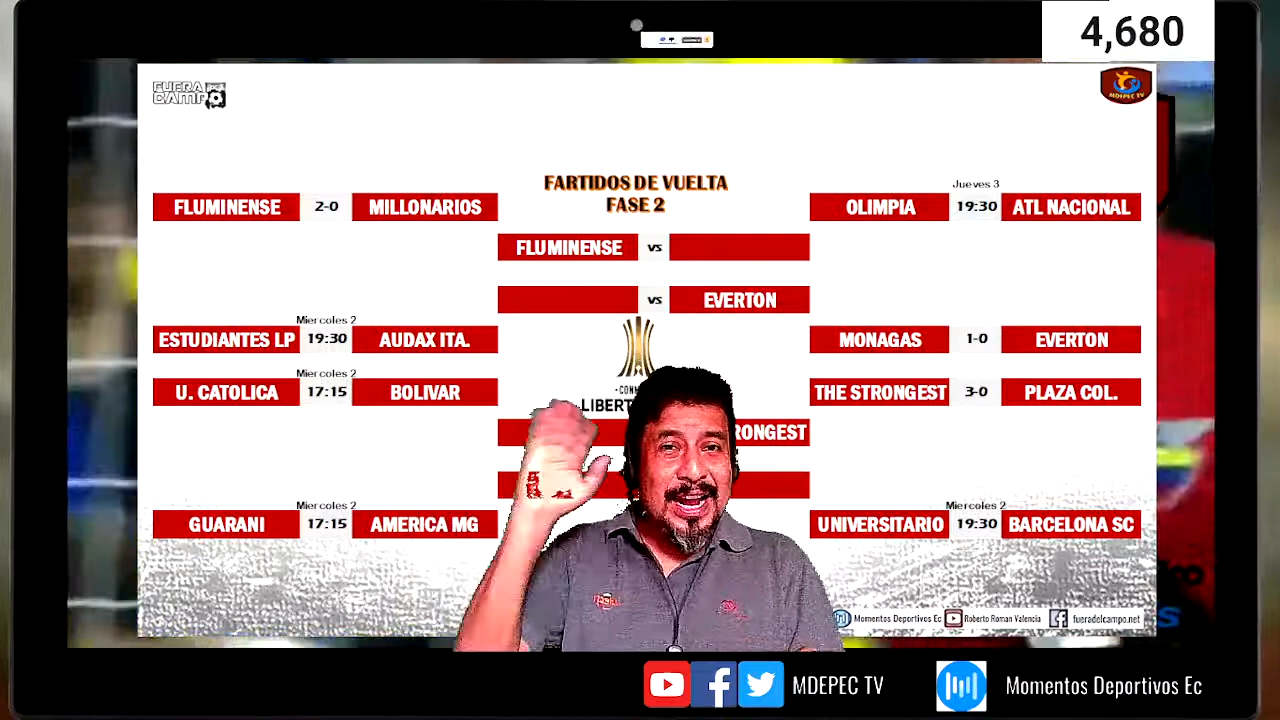 4,680
FUERA
CAMPO
MDEPEC TV
FARTIDOS DE VUELTA
FASE 2
FLUMINENSE 2-0 MILLONARIOS
Jueves 3
OLIMPIA 19:30 ATL NACIONAL
FLUMINENSE vs
vs EVERTON
Miercoles 2
ESTUDIANTES LP 19:30 AUDAX ITA.
MONAGAS 1-0 EVERTON
Miercoles 2
U. CATOLICA 17:15 BOLIVAR
THE STRONGEST 3-0 PLAZA COL.
Miercoles 2
GUARANI 17:15 AMERICA MG
Miercoles 2
UNIVERSITARIO 19:30 BARCELONA SC
Momentos Deportivos Ec Roberto Roman Valencia fueradelcampo.net
MDEPEC TV Momentos Deportivos Ec